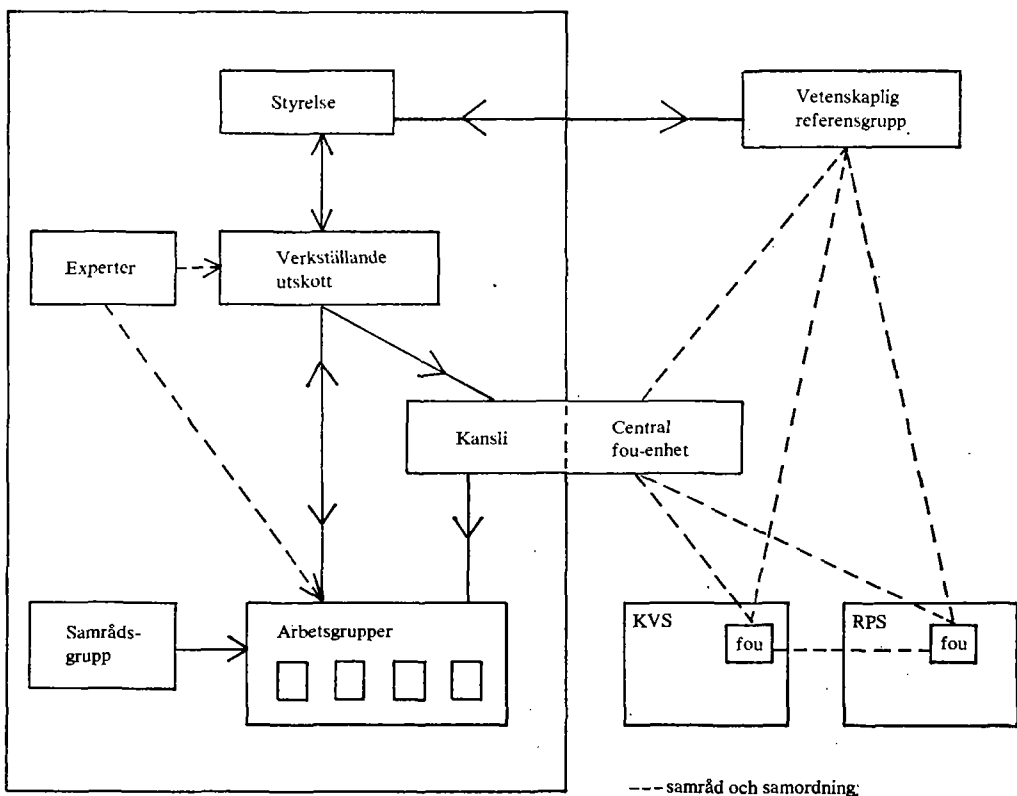 Styrelse
Vetenskaplig
referensgrupp
Experter
Verkställande
utskott
Kansli
Central
fou-enhet
Samråds-
grupp
Arbetsgrupper
KVS
fou
RPS
fou
--- samråd och samordning